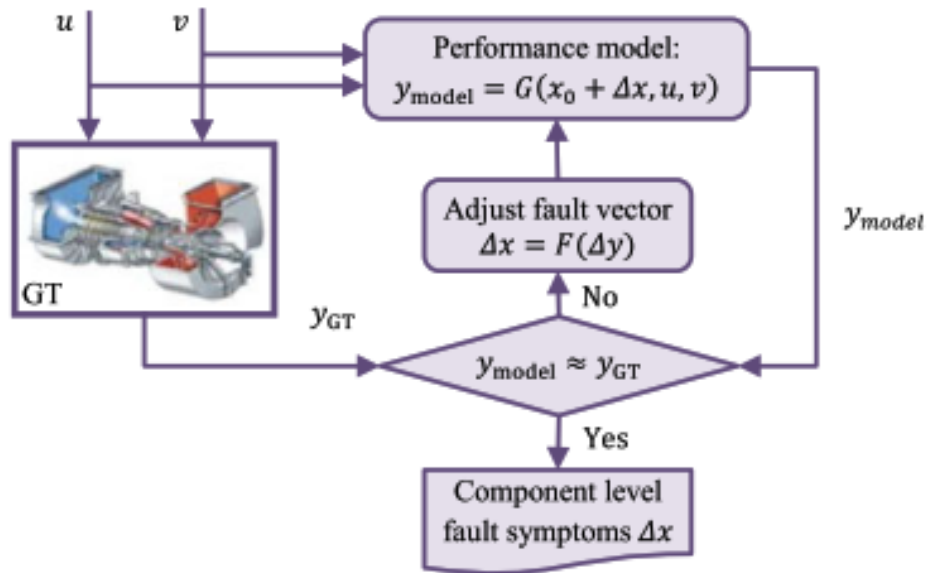 u
v
Performance model:
y_model = G(x_0 + Δx, u, v)
Adjust fault vector
Δx = F(Δy)
y_model
GT
No
y_GT
y_model ≈ y_GT
Yes
Component level
fault symptoms Δx